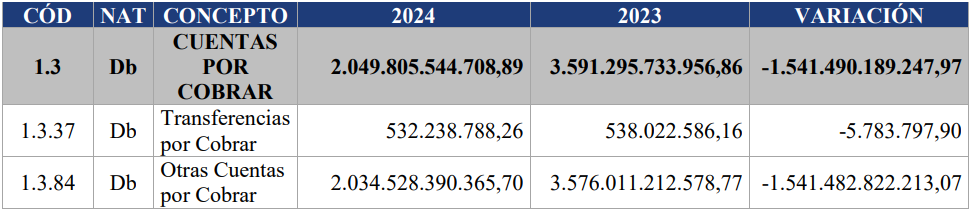 CÓD NAT CONCEPTO 2024 2023 VARIACIÓN
CUENTAS
1.3 Db POR 2.049.805.544.708,89 3.591.295.733.956,86 -1.541.490.189.247,97
COBRAR
1.3.37 Db Transferencias 532.238.788,26 538.022.586,16 -5.783.797,90
por Cobrar
1.3.84 Db Otras Cuentas 2.034.528.390.365,70 3.576.011.212.578,77 -1.541.482.822.213,07
por Cobrar